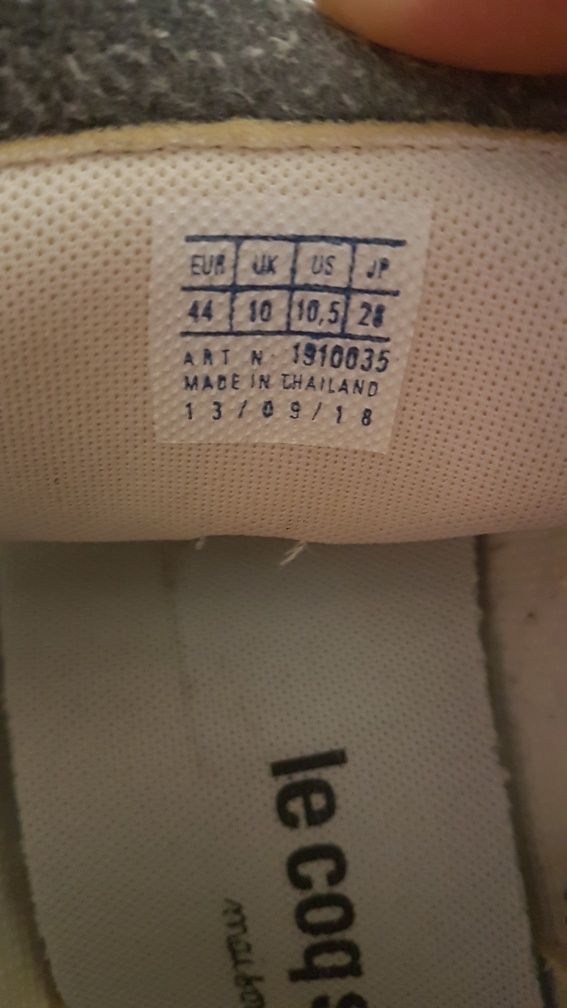 EUR UK US JP
44 10 10,5 28
ART N° 1910035
MADE IN THAILAND
13/09/18
le coq s